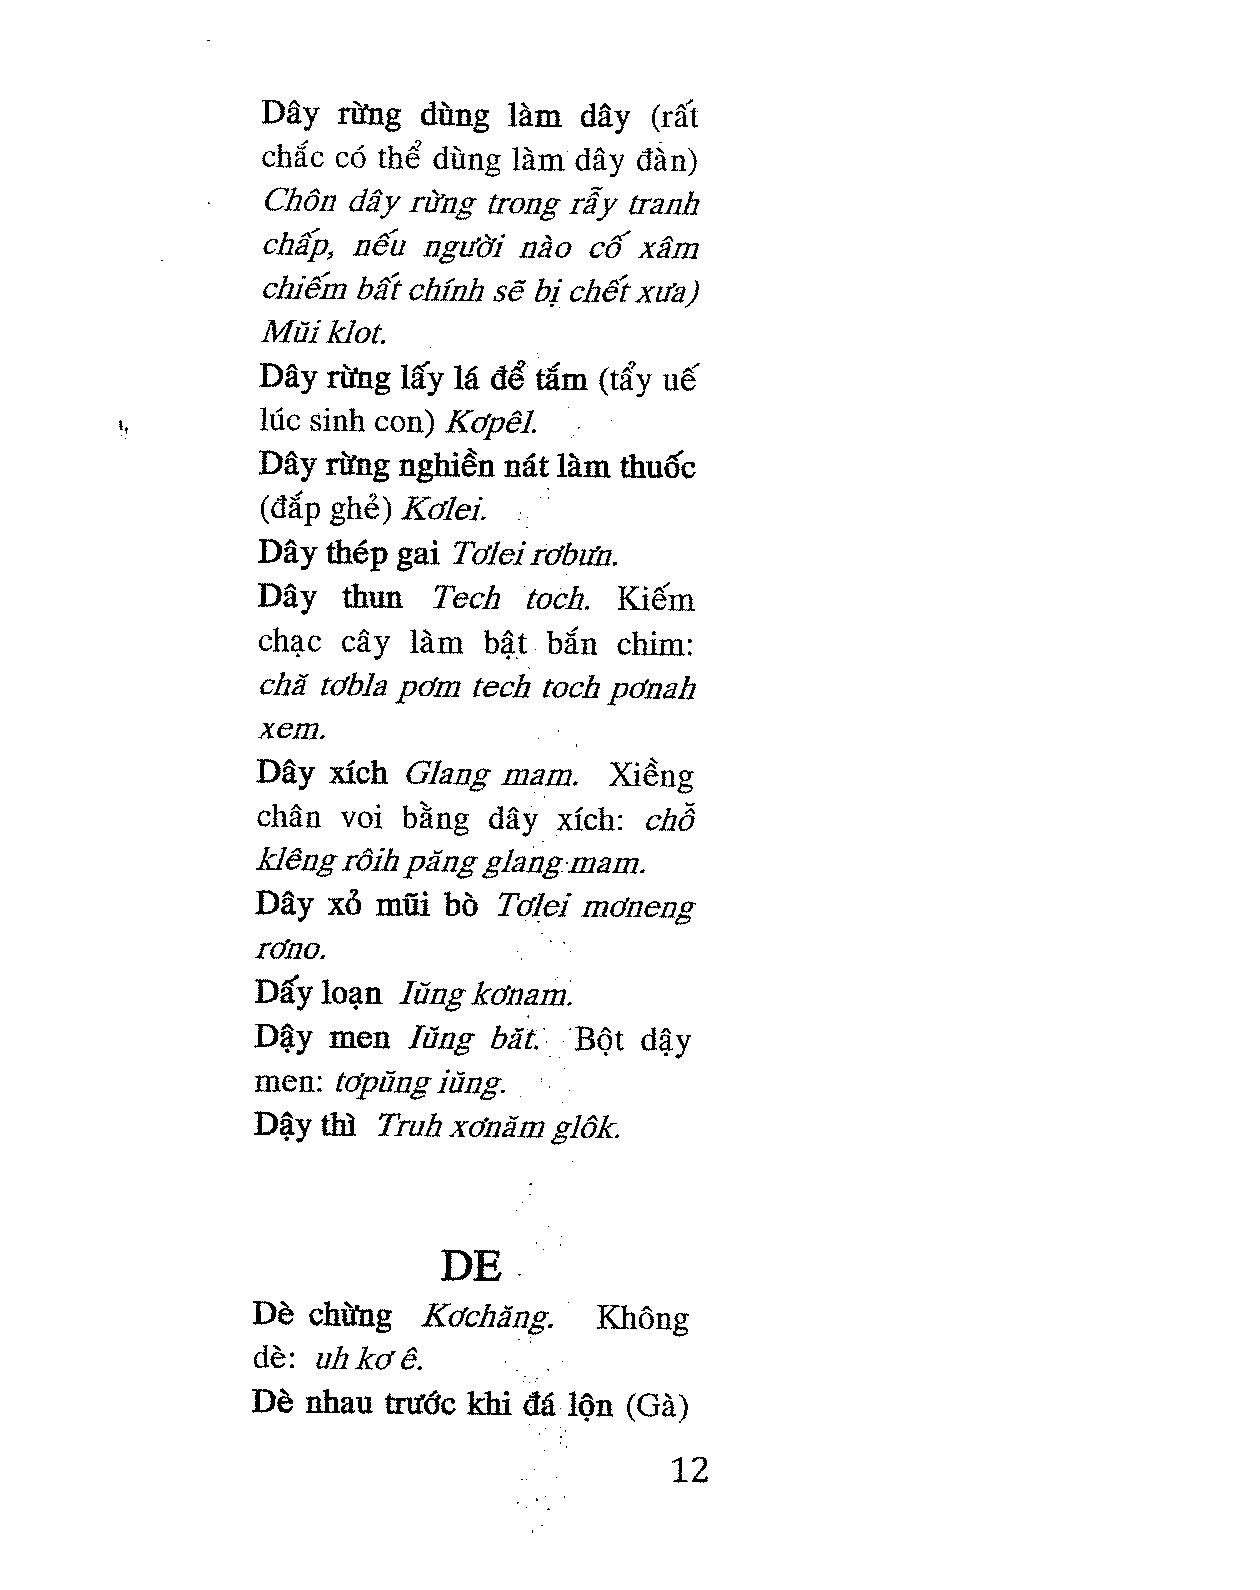 Dây rừng dùng làm dây (rất
chắc có thể dùng làm dây đàn)
Chôn dây rừng trong rẫy tranh
chấp, nếu người nào cố xâm
chiếm bất chính sẽ bị chết xưa)
Mŭi klot.
Dây rừng lấy lá để tắm (tẩy uế
lúc sinh con) Kơpêl.
Dây rừng nghiền nát làm thuốc
(đắp ghẻ) Kơlei.
Dây thép gai Tơlei rơbưn.
Dây thun Tech toch. Kiếm
chạc cây làm bật bắn chim:
chă tơbla pơm tech toch pơnah
xem.
Dây xích Glang mam. Xiềng
chân voi bằng dây xích: chỗ
klêng rôih păng glang mam.
Dây xỏ mũi bò Tơlei mơneng
rơno.
Dấy loạn Iŭng kơnam.
Dậy men Iŭng băt. Bột dậy
men: tơpŭng iŭng.
Dậy thì Truh xơnăm glôk.
DE
Dè chừng Kơchăng. Không
dè: uh kơ ê.
Dè nhau trước khi đá lộn (Gà)
12